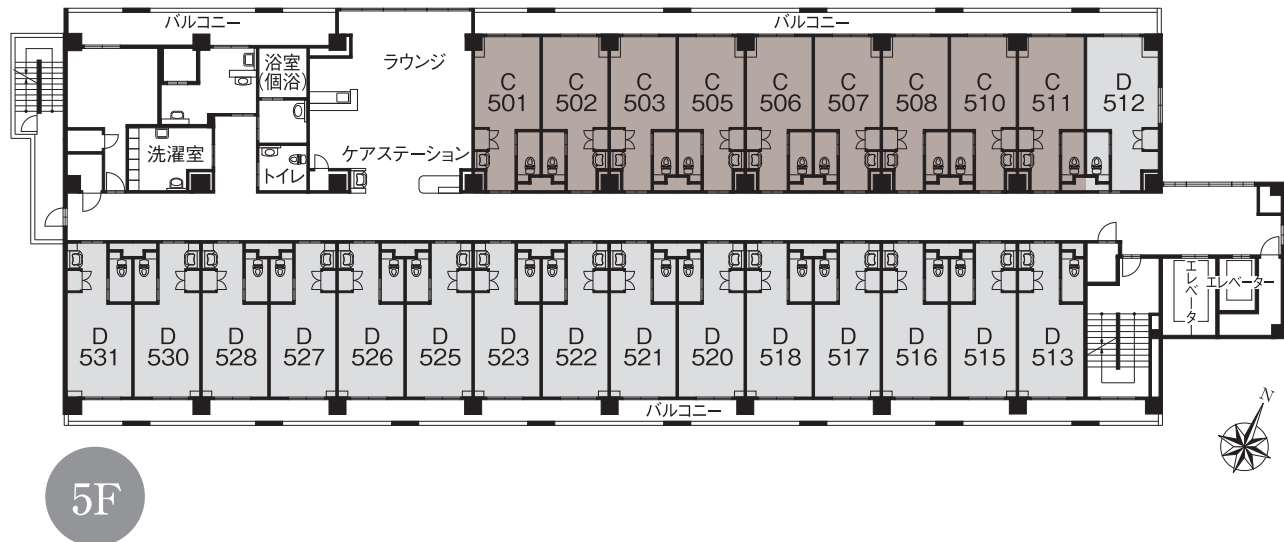 バルコニー
バルコニー
浴室
(個浴)
ラウンジ
C
501
C
502
C
503
C
505
C
506
C
507
C
508
C
510
C
511
D
512
洗濯室
トイレ
ケアステーション
エレベーター
エレベーター
D
531
D
530
D
528
D
527
D
526
D
525
D
523
D
522
D
521
D
520
D
518
D
517
D
516
D
515
D
513
バルコニー
N
5F